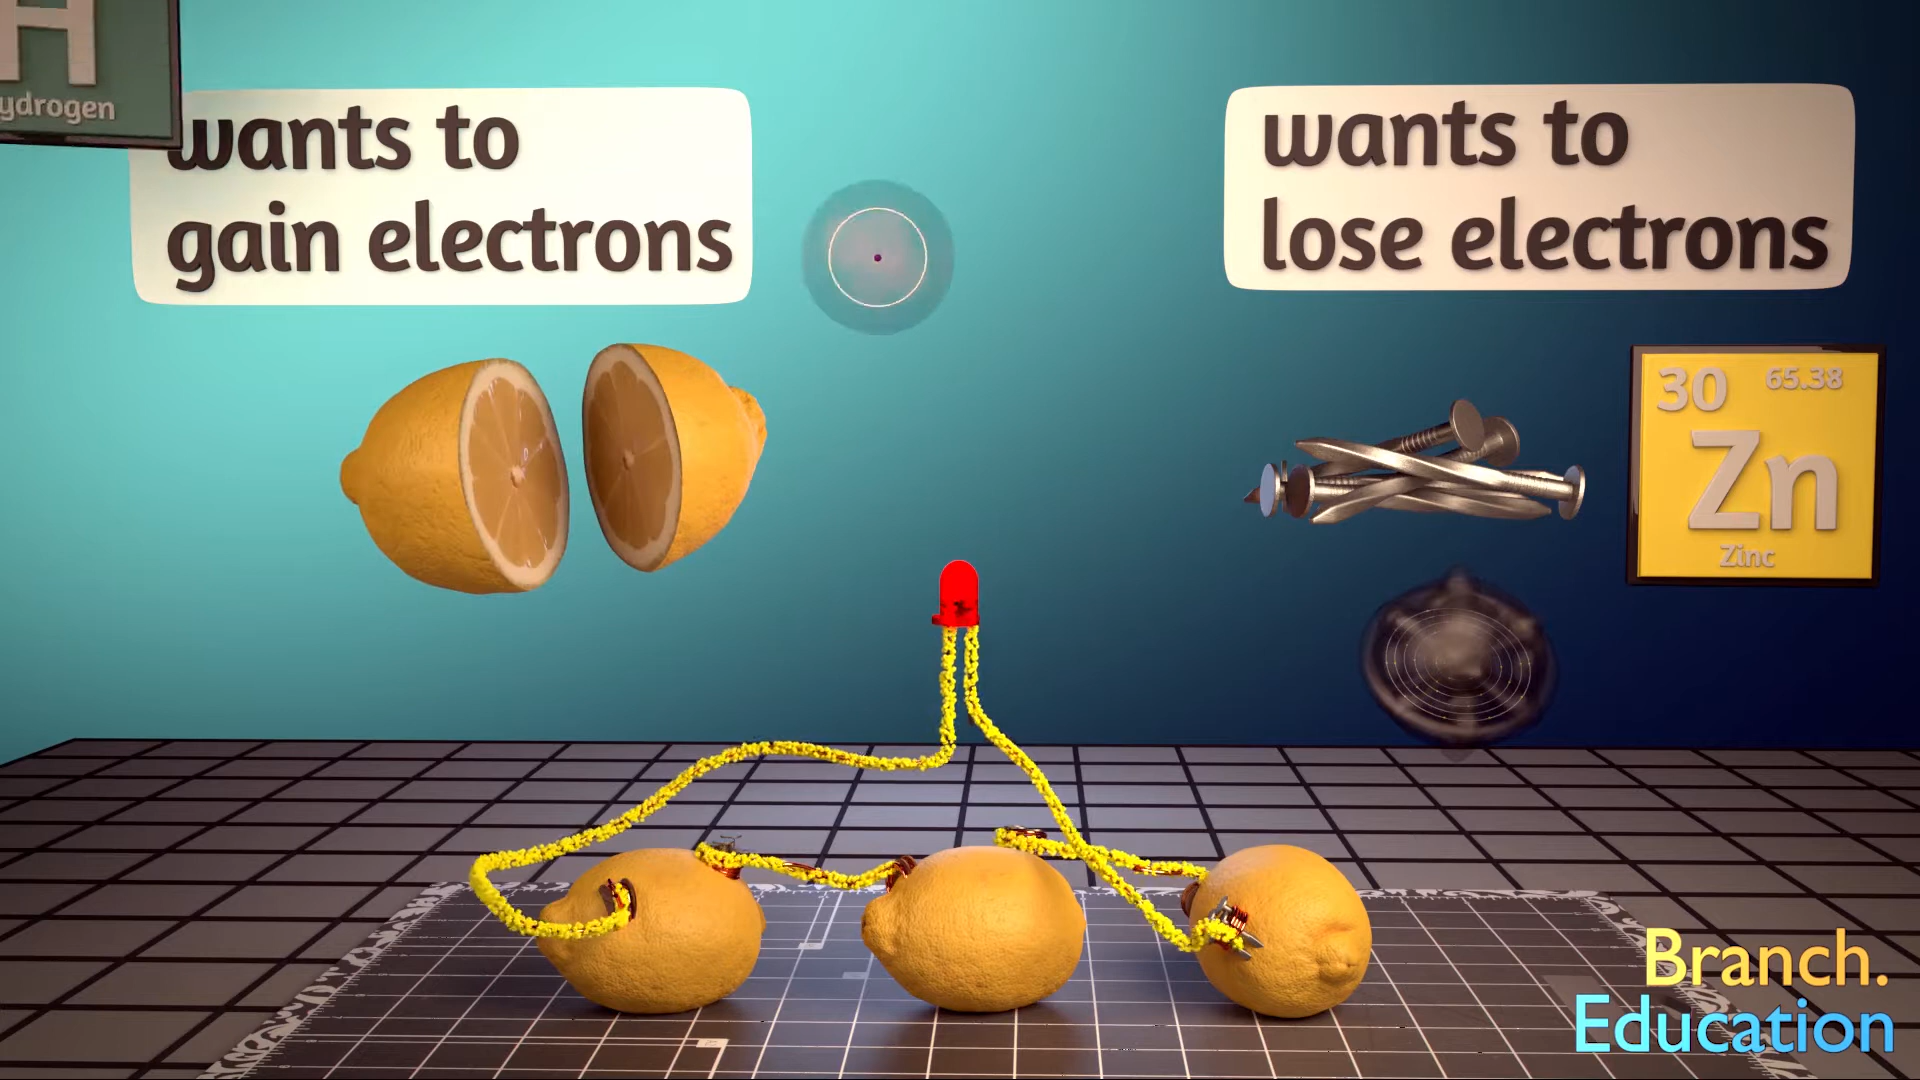 H
ydrogen
wants to
gain electrons
wants to
lose electrons
30 65.38
Zn
Zinc
Branch.
Education